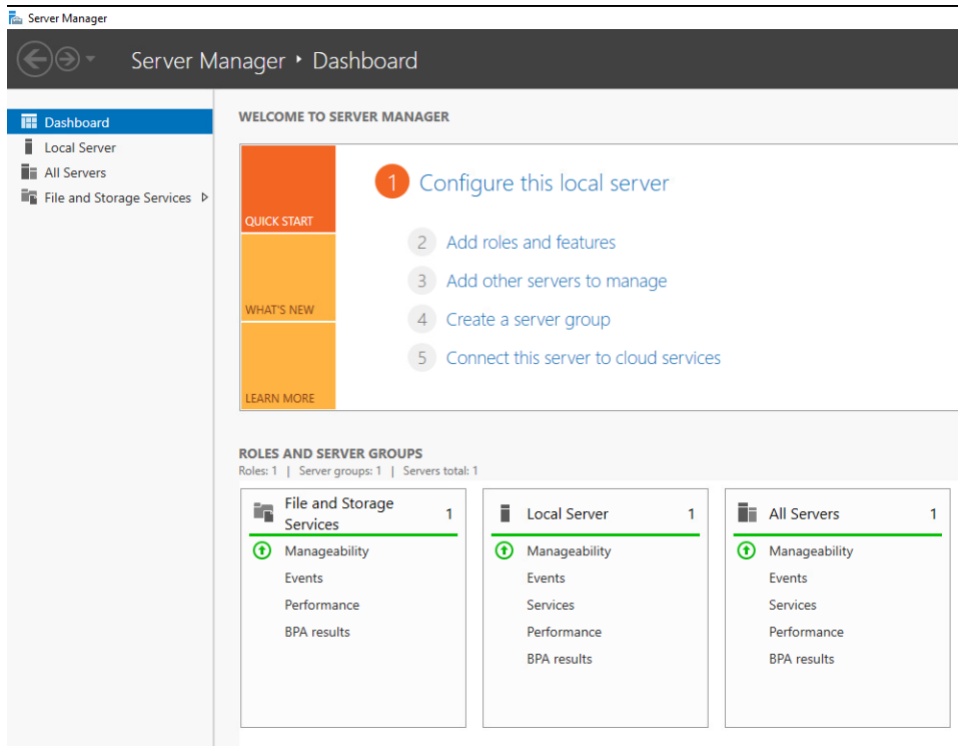 Server Manager
Server Manager ‣ Dashboard
Dashboard
Local Server
All Servers
File and Storage Services
WELCOME TO SERVER MANAGER
QUICK START
WHAT'S NEW
LEARN MORE
1 Configure this local server
2 Add roles and features
3 Add other servers to manage
4 Create a server group
5 Connect this server to cloud services
ROLES AND SERVER GROUPS
Roles: 1 | Server groups: 1 | Servers total: 1
File and Storage
Services 1
Manageability
Events
Performance
BPA results
Local Server 1
Manageability
Events
Services
Performance
BPA results
All Servers 1
Manageability
Events
Services
Performance
BPA results